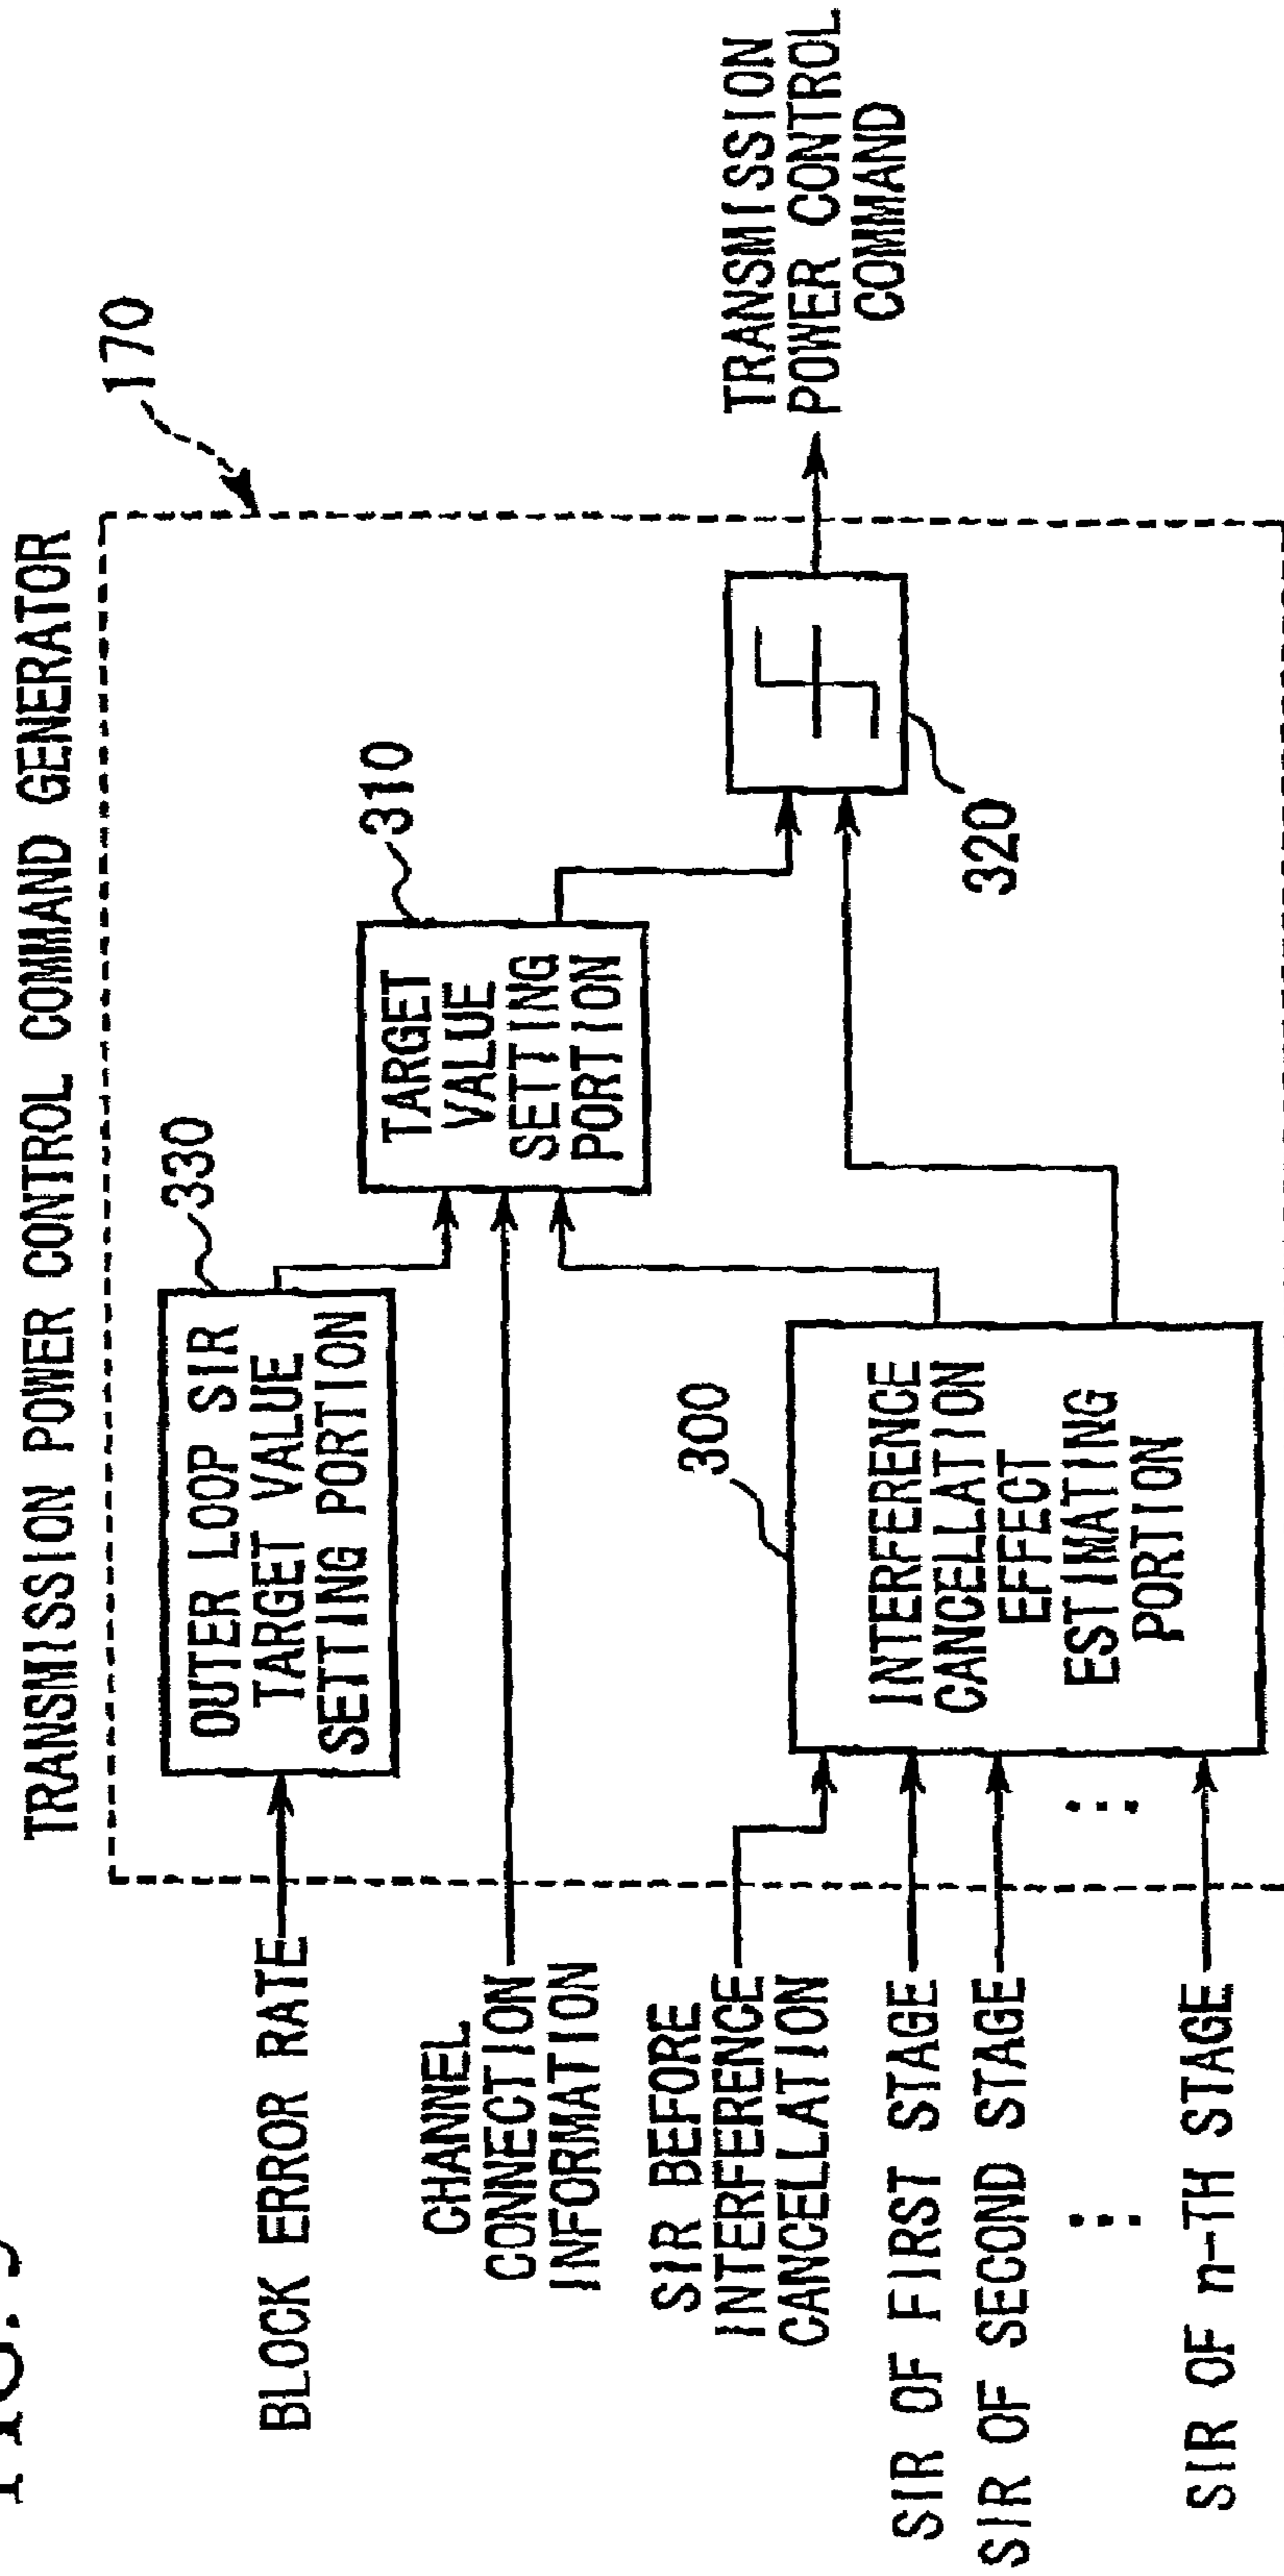 TRANSMISSION POWER CONTROL COMMAND GENERATOR
170
BLOCK ERROR RATE
OUTER LOOP SIR
TARGET VALUE
SETTING PORTION
330
CHANNEL
CONNECTION
INFORMATION
TARGET
VALUE
SETTING
PORTION
310
SIR BEFORE
INTERFERENCE
CANCELLATION
300
INTERFERENCE
CANCELLATION
EFFECT
ESTIMATING
PORTION
320
TRANSMISSION
POWER CONTROL
COMMAND
SIR OF FIRST STAGE
SIR OF SECOND STAGE
SIR OF n-TH STAGE